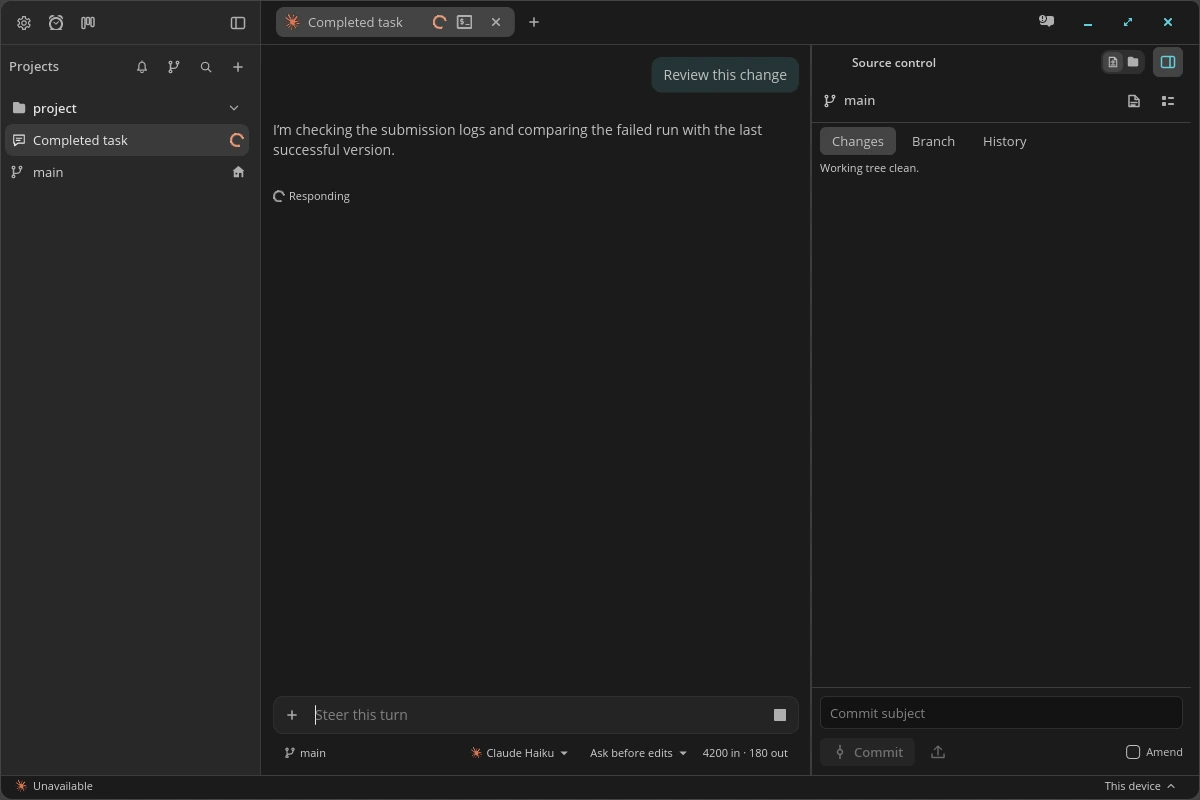 Completed task
Projects
project
Completed task
main
Review this change
I'm checking the submission logs and comparing the failed run with the last
successful version.
Responding
Steer this turn
main
Claude Haiku
Ask before edits
4200 in · 180 out
Source control
main
Changes
Branch
History
Working tree clean.
Commit subject
Commit
Amend
Unavailable
This device